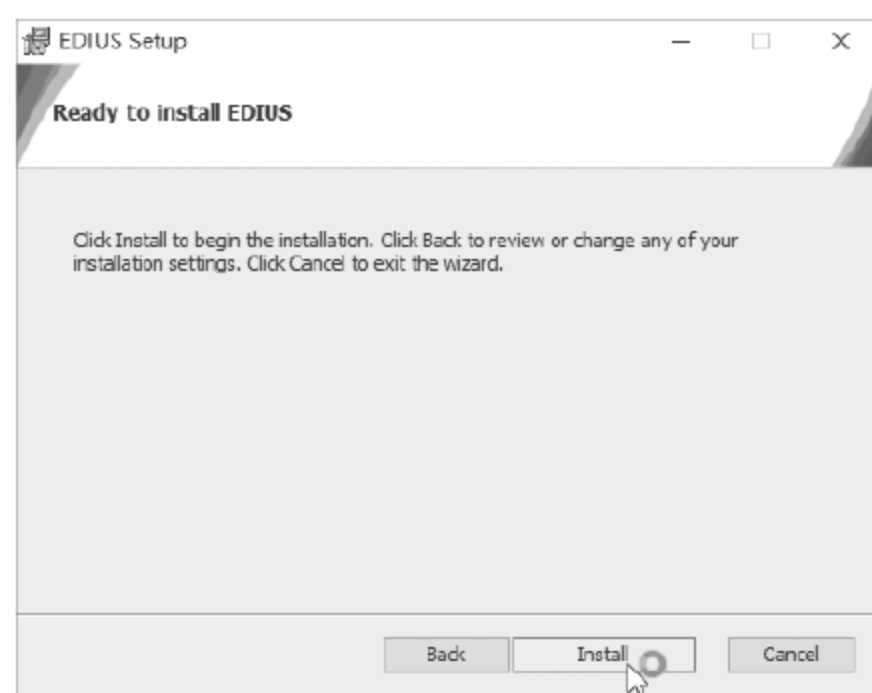 EDIUS Setup
Ready to install EDIUS
Click Install to begin the installation. Click Back to review or change any of your
installation settings. Click Cancel to exit the wizard.
Back Install Cancel